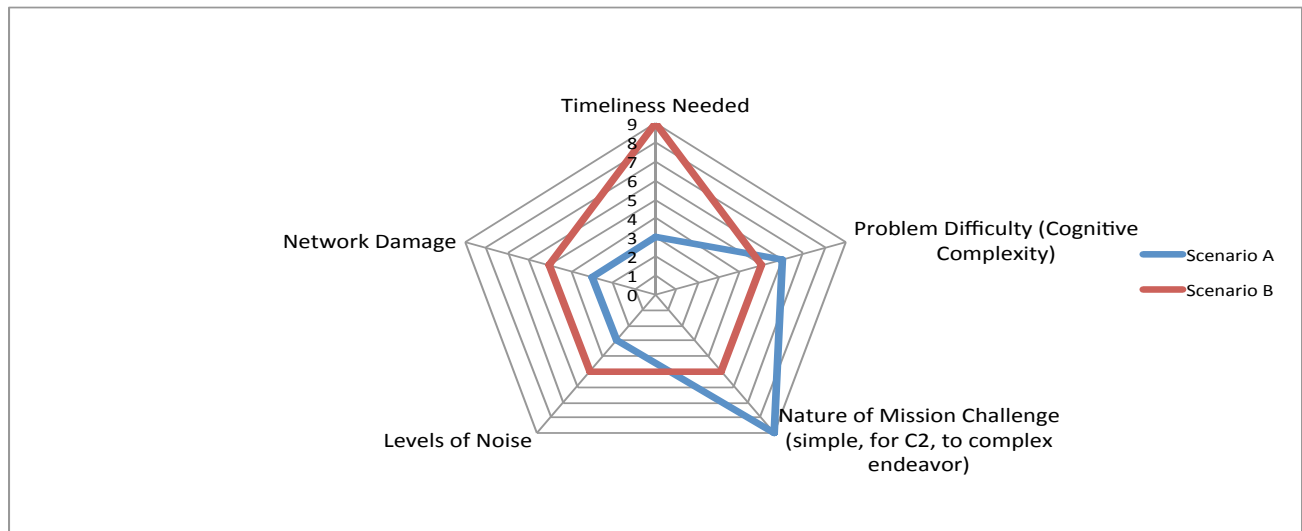 Timeliness Needed
9
8
7
6
5
4
3
2
1
0
Network Damage
Problem Difficulty (Cognitive
Complexity)
Scenario A
Scenario B
Levels of Noise
Nature of Mission Challenge
(simple, for C2, to complex
endeavor)